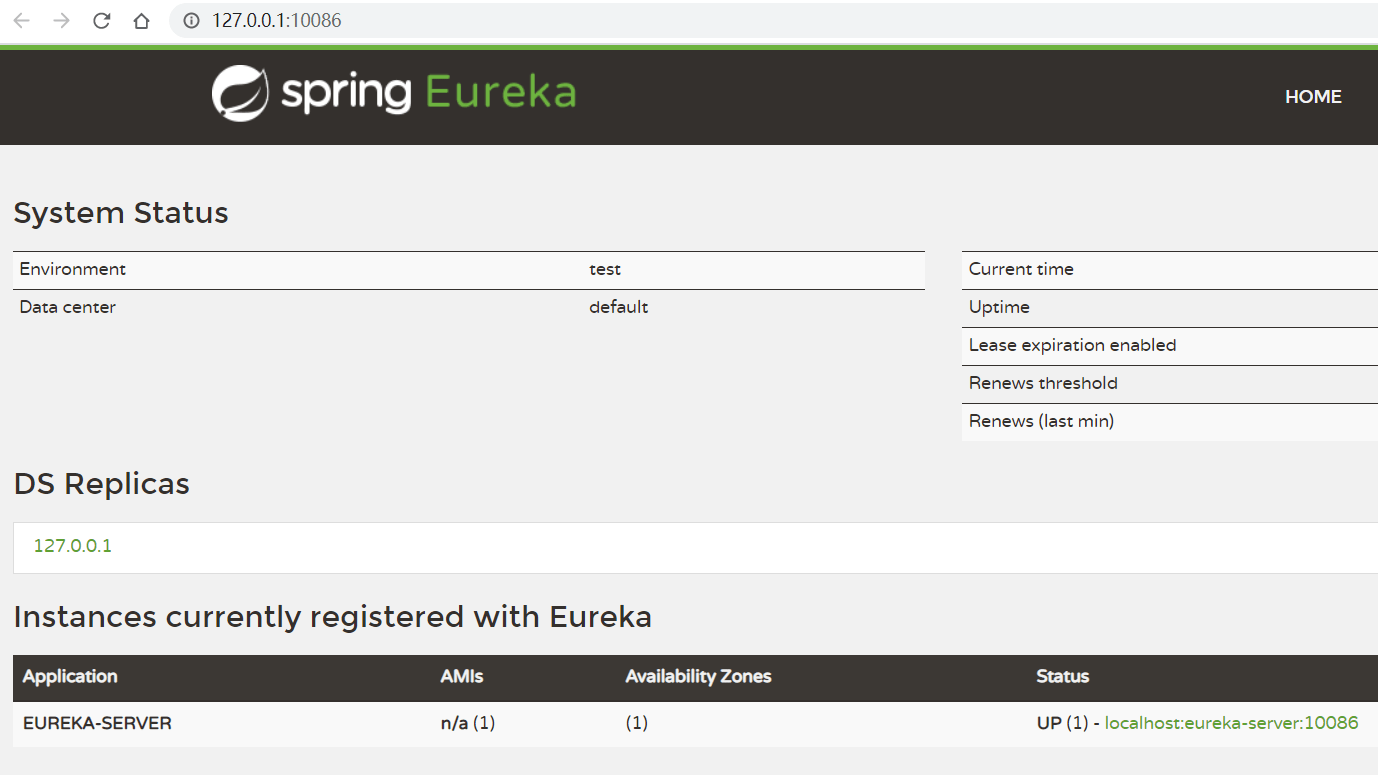 127.0.0.1:10086
spring Eureka
HOME
System Status
Environment test
Data center default
Current time
Uptime
Lease expiration enabled
Renews threshold
Renews (last min)
DS Replicas
127.0.0.1
Instances currently registered with Eureka
Application AMIs Availability Zones Status
EUREKA-SERVER n/a (1) (1) UP (1) - localhost:eureka-server:10086